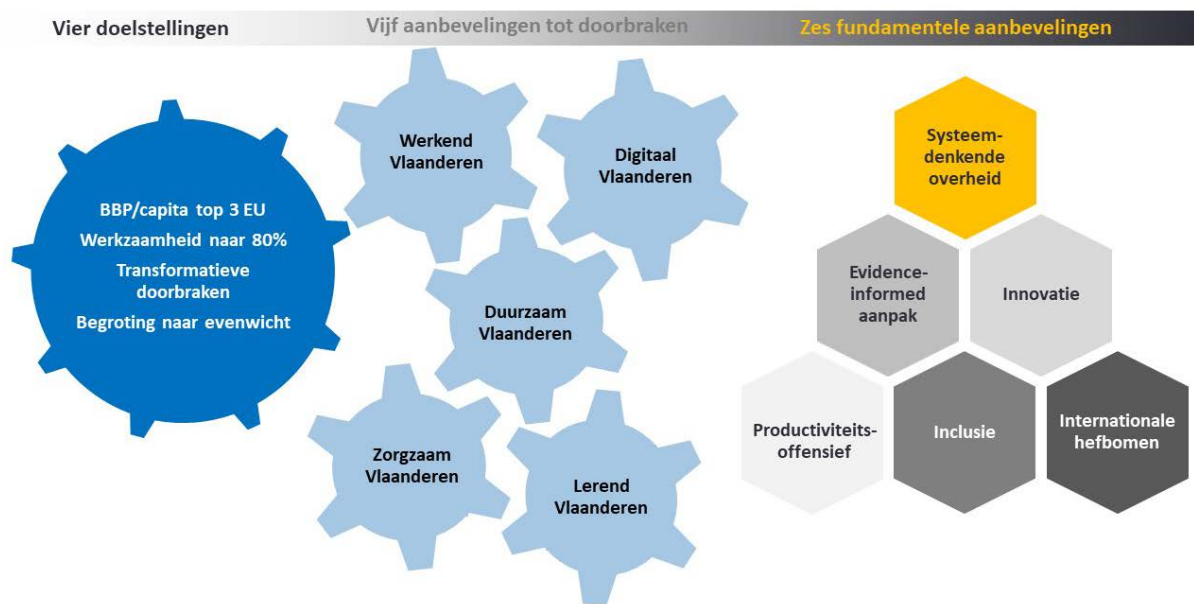 Vier doelstellingen
Vijf aanbevelingen tot doorbraken
Zes fundamentele aanbevelingen
BBP/capita top 3 EU
Werkzaamheid naar 80%
Transformatieve
doorbraken
Begroting naar evenwicht
Werkend
Vlaanderen
Digitaal
Vlaanderen
Duurzaam
Vlaanderen
Zorgzaam
Vlaanderen
Lerend
Vlaanderen
Systeem-
denkende
overheid
Evidence-
informed
aanpak
Innovatie
Productiviteits-
offensief
Inclusie
Internationale
hefbomen